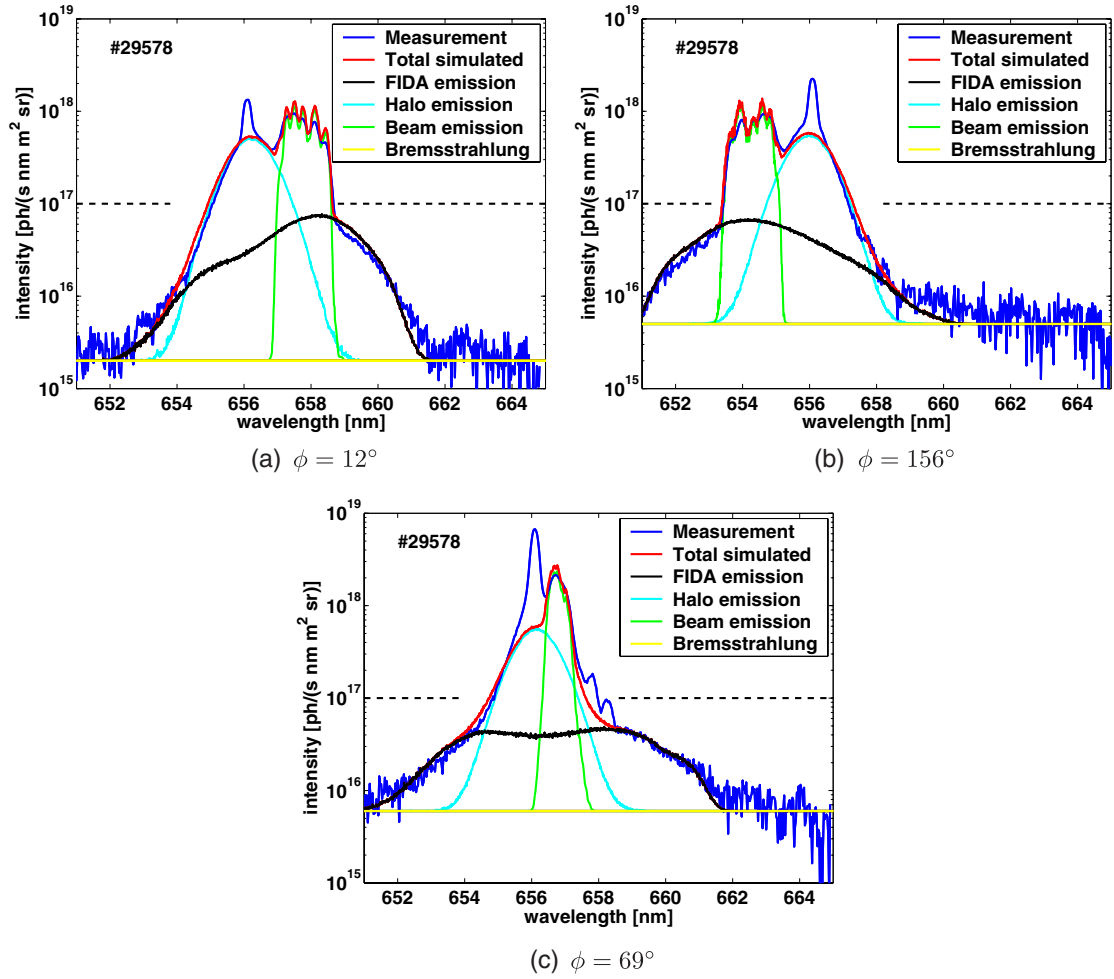 #29578
Measurement
Total simulated
FIDA emission
Halo emission
Beam emission
Bremsstrahlung
10^19
10^18
10^17
10^16
10^15
intensity [ph/(s nm m^2 sr)]
652 654 656 658 660 662 664
wavelength [nm]
(a) ϕ = 12°
#29578
Measurement
Total simulated
FIDA emission
Halo emission
Beam emission
Bremsstrahlung
10^19
10^18
10^17
10^16
10^15
intensity [ph/(s nm m^2 sr)]
652 654 656 658 660 662 664
wavelength [nm]
(b) ϕ = 156°
#29578
Measurement
Total simulated
FIDA emission
Halo emission
Beam emission
Bremsstrahlung
10^19
10^18
10^17
10^16
10^15
intensity [ph/(s nm m^2 sr)]
652 654 656 658 660 662 664
wavelength [nm]
(c) ϕ = 69°